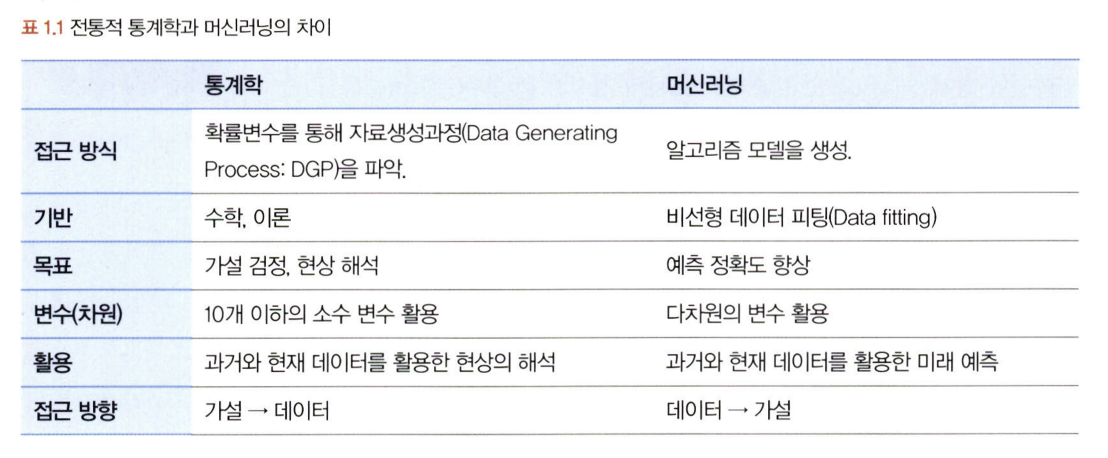 표 1.1 전통적 통계학과 머신러닝의 차이
통계학 머신러닝
접근 방식 확률변수를 통해 자료생성과정(Data Generating
Process: DGP)을 파악. 알고리즘 모델을 생성.
기반 수학, 이론 비선형 데이터 피팅(Data fitting)
목표 가설 검정, 현상 해석 예측 정확도 향상
변수(차원) 10개 이하의 소수 변수 활용 다차원의 변수 활용
활용 과거와 현재 데이터를 활용한 현상의 해석 과거와 현재 데이터를 활용한 미래 예측
접근 방향 가설 → 데이터 데이터 → 가설